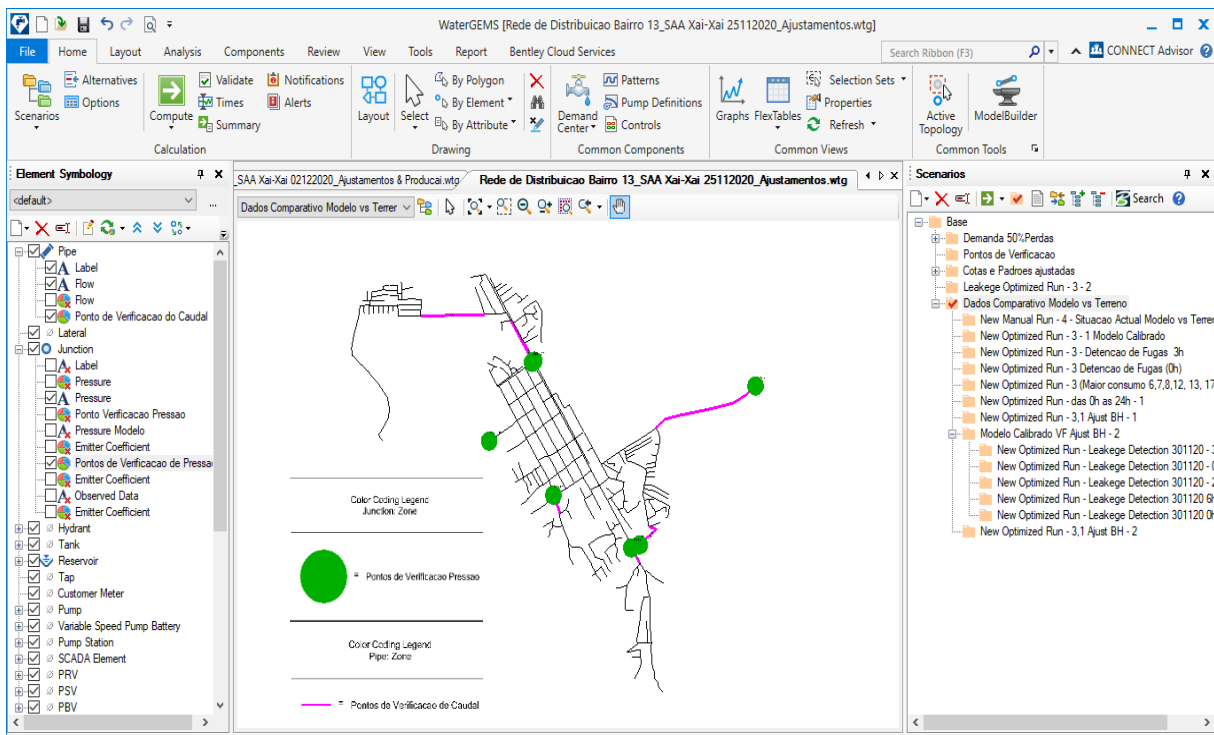 WaterGEMS [Rede de Distribuicao Bairro 13_SAA Xai-Xai 25112020_Ajustamentos.wtg]
File Home Layout Analysis Components Review View Tools Report Bentley Cloud Services
Search Ribbon (F3)
CONNECT Advisor
Scenarios
Alternatives
Options
Compute
Validate
Times
Summary
Notifications
Alerts
Calculation
Layout
Select
By Polygon
By Element
By Attribute
Drawing
Demand Center
Patterns
Pump Definitions
Controls
Common Components
Graphs
FlexTables
Selection Sets
Properties
Refresh
Common Views
Active Topology
ModelBuilder
Common Tools
Element Symbology
<default>
...
Pipe
Label
Flow
Flow
Ponto de Verificacao do Caudal
Lateral
Junction
Label
Pressure
Pressure
Ponto Verificacao Pressao
Pressure Modelo
Emitter Coefficient
Pontos de Verificacao de Pressa
Emitter Coefficient
Observed Data
Emitter Coefficient
Hydrant
Tank
Reservoir
Tap
Customer Meter
Pump
Variable Speed Pump Battery
Pump Station
SCADA Element
PRV
PSV
PBV
_SAA Xai-Xai 02122020_Ajustamentos & Producai.wtg
Rede de Distribuicao Bairro 13_SAA Xai-Xai 25112020_Ajustamentos.wtg
Dados Comparativo Modelo vs Terrer
Color Coding Legend
Junction: Zone
= Pontos de Verificacao Pressao
Color Coding Legend
Pipe: Zone
= Pontos de Verificacao de Caudal
Scenarios
Search
Base
Demanda 50%Perdas
Pontos de Verificacao
Cotas e Padroes ajustadas
Leakege Optimized Run - 3 - 2
Dados Comparativo Modelo vs Terreno
New Manual Run - 4 - Situacao Actual Modelo vs Terrer
New Optimized Run - 3 - 1 Modelo Calibrado
New Optimized Run - 3 - Detencao de Fugas 3h
New Optimized Run - 3 Detencao de Fugas (0h)
New Optimized Run - 3 (Maior consumo 6,7,8,12, 13, 17
New Optimized Run - das 0h as 24h - 1
New Optimized Run - 3,1 Ajust BH - 1
Modelo Calibrado VF Ajust BH - 2
New Optimized Run - Leakege Detection 301120 - 3
New Optimized Run - Leakege Detection 301120 - 0
New Optimized Run - Leakege Detection 301120 - 2
New Optimized Run - Leakege Detection 301120 6h
New Optimized Run - Leakege Detection 301120 0h
New Optimized Run - 3,1 Ajust BH - 2